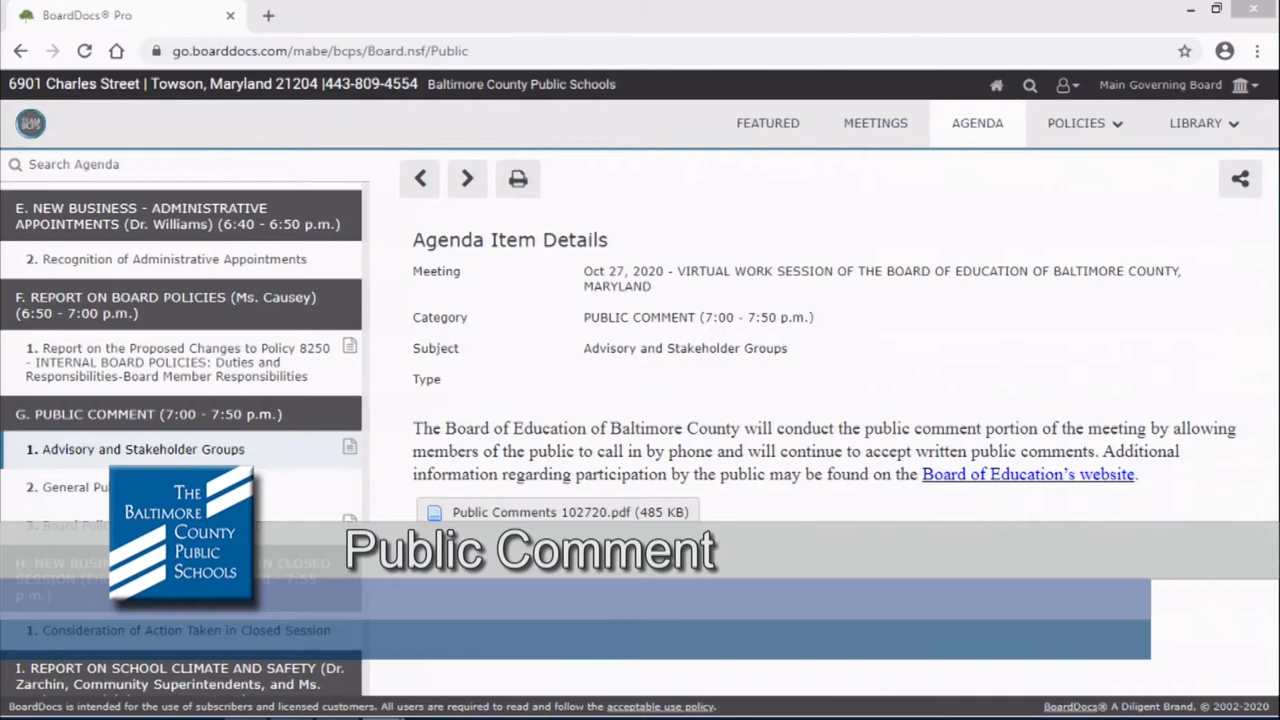 BoardDocs® Pro
go.boarddocs.com/mabe/bcps/Board.nsf/Public
6901 Charles Street | Towson, Maryland 21204 |443-809-4554 Baltimore County Public Schools
Main Governing Board
TEAM
BCPS
FEATURED MEETINGS AGENDA POLICIES LIBRARY
Search Agenda
E. NEW BUSINESS - ADMINISTRATIVE
APPOINTMENTS (Dr. Williams) (6:40 - 6:50 p.m.)
2. Recognition of Administrative Appointments
F. REPORT ON BOARD POLICIES (Ms. Causey)
(6:50 - 7:00 p.m.)
1. Report on the Proposed Changes to Policy 8250
- INTERNAL BOARD POLICIES: Duties and
Responsibilities-Board Member Responsibilities
G. PUBLIC COMMENT (7:00 - 7:50 p.m.)
1. Advisory and Stakeholder Groups
2. General Pu
3. Board Poli
H. NEW BUSIN
IN CLOSED
SESSION
7:55
p.m.)
1. Consideration of Action Taken in Closed Session
I. REPORT ON SCHOOL CLIMATE AND SAFETY (Dr.
Zarchin, Community Superintendents, and Ms.
Agenda Item Details
Meeting Oct 27, 2020 - VIRTUAL WORK SESSION OF THE BOARD OF EDUCATION OF BALTIMORE COUNTY,
MARYLAND
Category PUBLIC COMMENT (7:00 - 7:50 p.m.)
Subject Advisory and Stakeholder Groups
Type
The Board of Education of Baltimore County will conduct the public comment portion of the meeting by allowing
members of the public to call in by phone and will continue to accept written public comments. Additional
information regarding participation by the public may be found on the Board of Education's website.
Public Comments 102720.pdf (485 KB)
THE
BALTIMORE
COUNTY
PUBLIC
SCHOOLS
Public Comment
BoardDocs is intended for the use of subscribers and licensed customers. All users are required to read and follow the acceptable use policy.
BoardDocs® A Diligent Brand, © 2002-2020